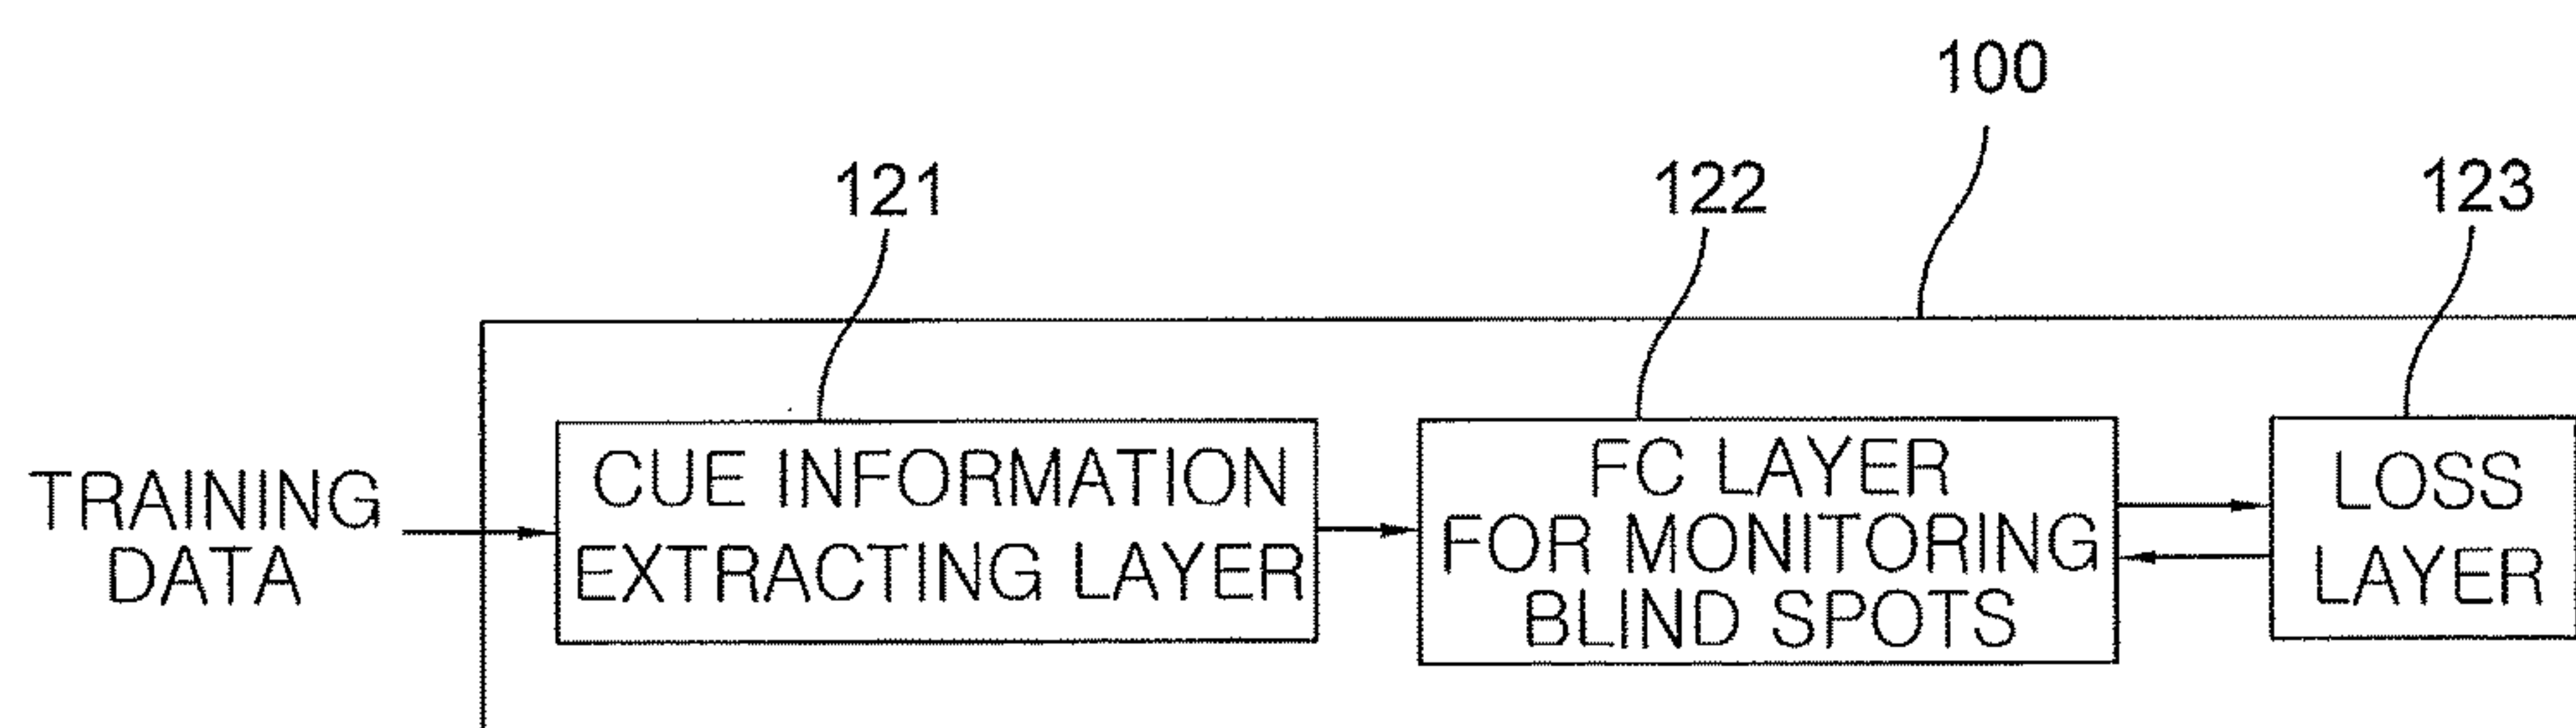 100
121
122
123
TRAINING
DATA
CUE INFORMATION
EXTRACTING LAYER
FC LAYER
FOR MONITORING
BLIND SPOTS
LOSS
LAYER